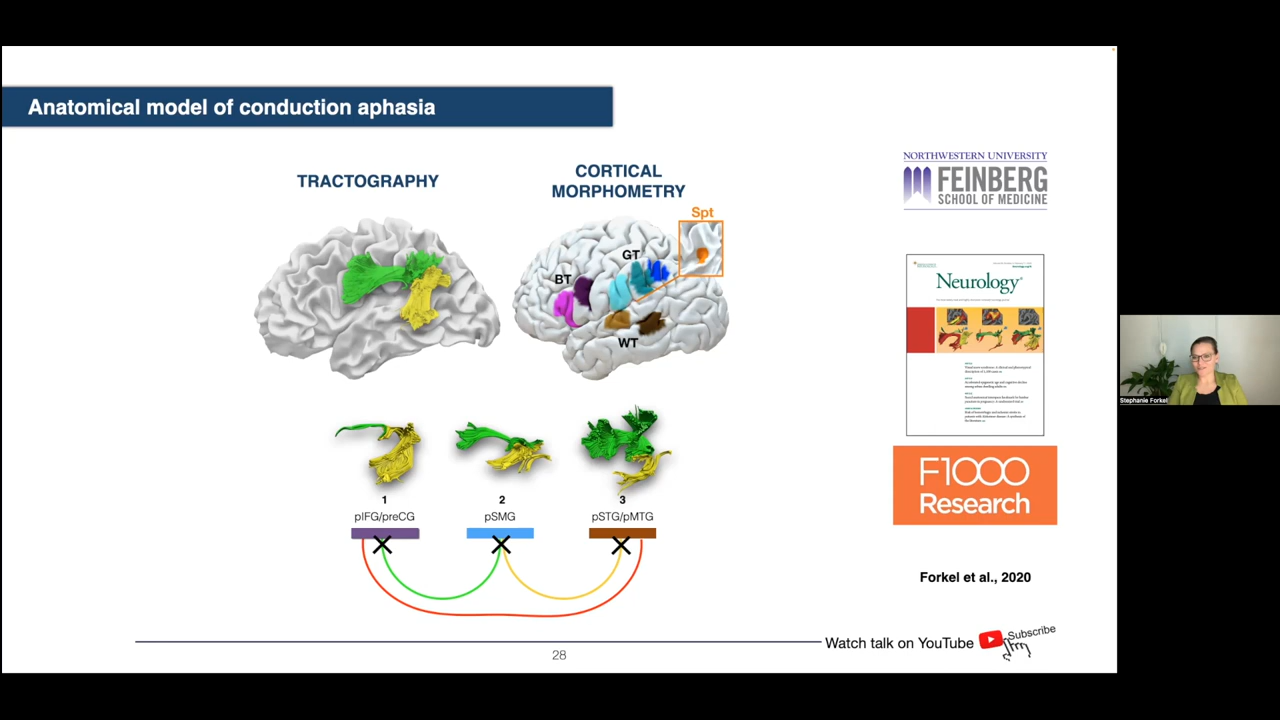 Anatomical model of conduction aphasia
TRACTOGRAPHY
CORTICAL
MORPHOMETRY
Spt
GT
BT
WT
1
2
3
pIFG/preCG
pSMG
pSTG/pMTG
NORTHWESTERN UNIVERSITY
FEINBERG
SCHOOL OF MEDICINE
Neurology
F1000
Research
Forkel et al., 2020
Watch talk on YouTube
Subscribe
28
Stephanie Forkel